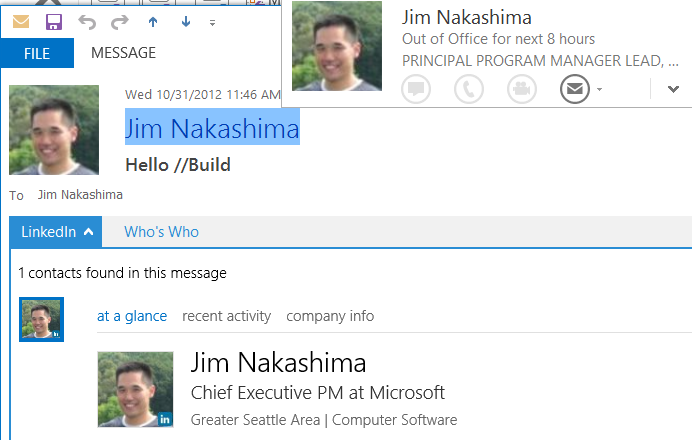 Jim Nakashima
Out of Office for next 8 hours
PRINCIPAL PROGRAM MANAGER LEAD, ...
FILE MESSAGE
Wed 10/31/2012 11:46 AM
Jim Nakashima
Hello //Build
To Jim Nakashima
LinkedIn Who's Who
1 contacts found in this message
at a glance recent activity company info
Jim Nakashima
Chief Executive PM at Microsoft
Greater Seattle Area | Computer Software
in
in